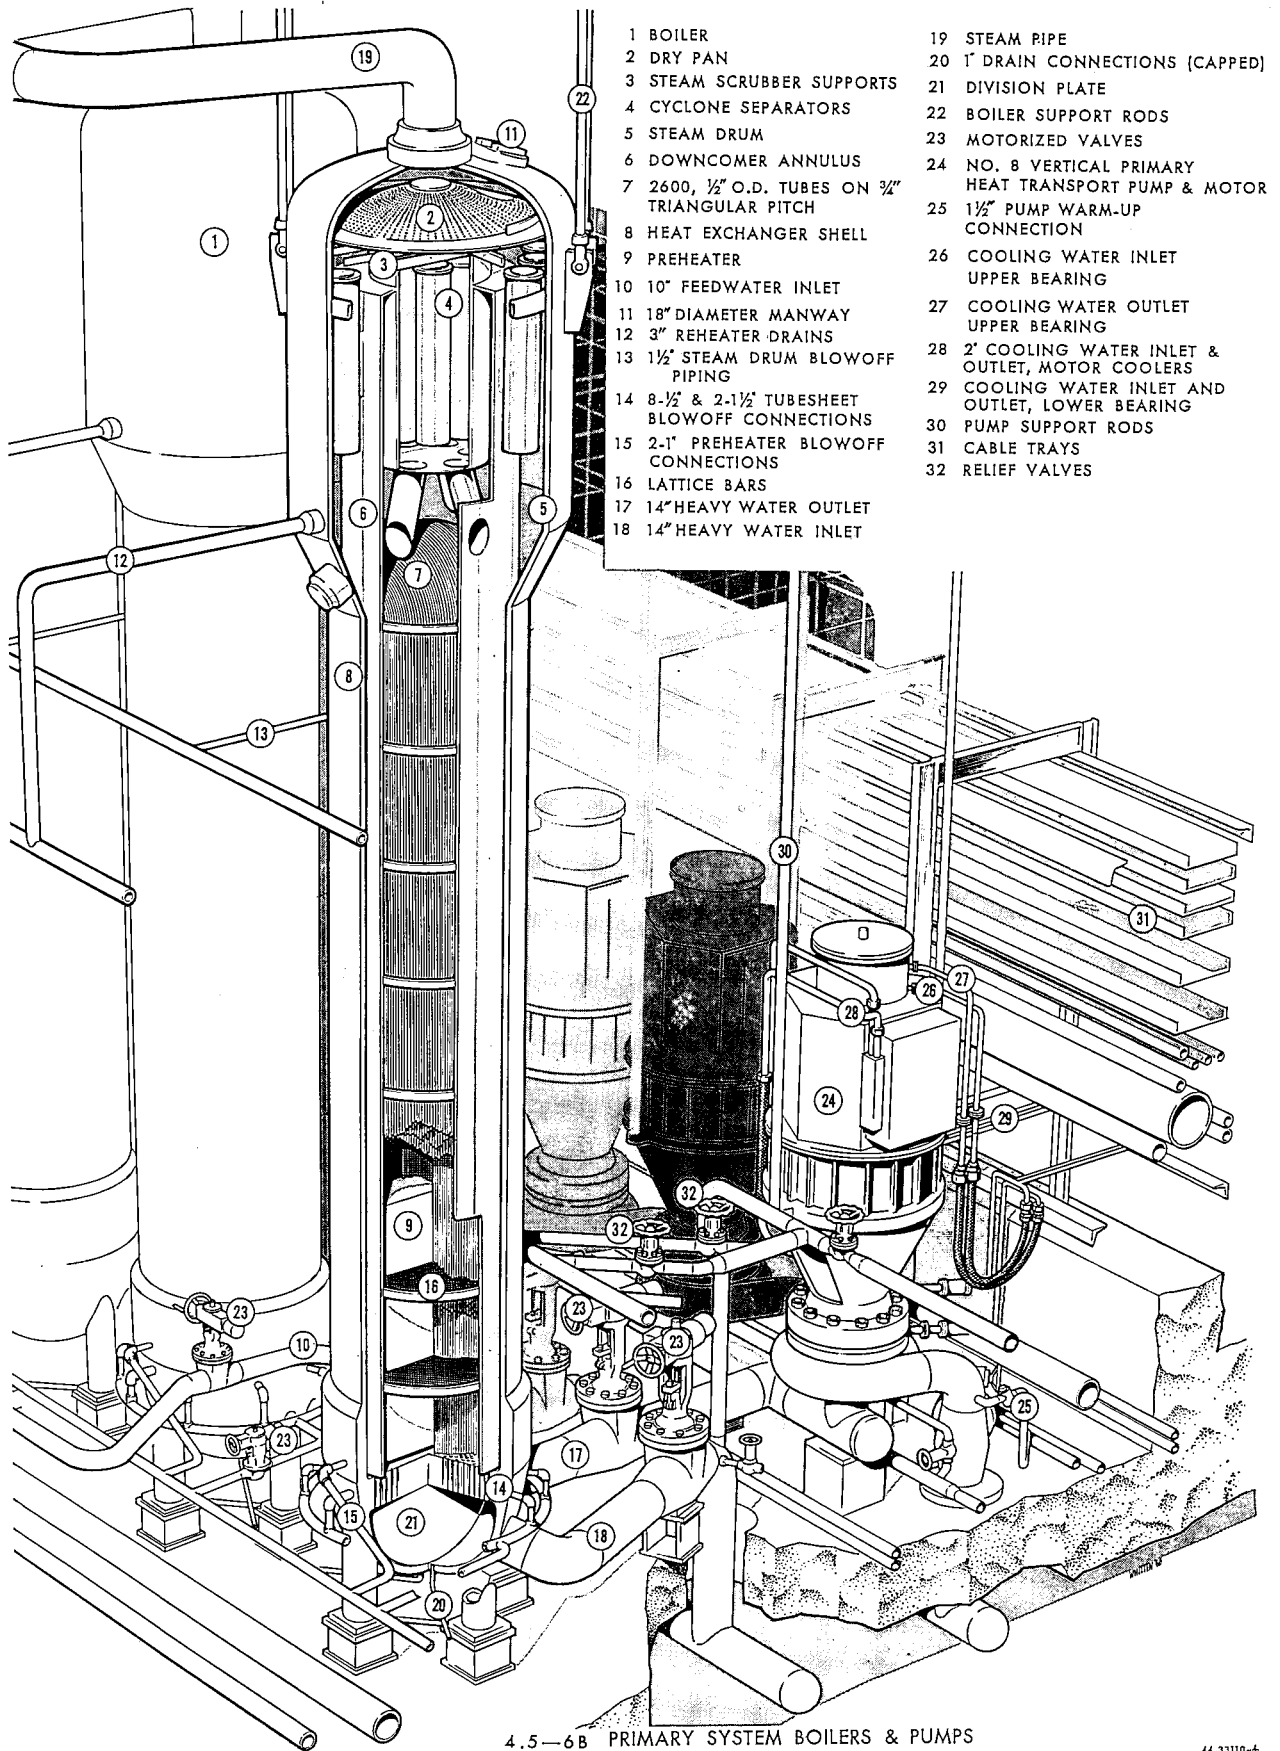 1 BOILER
2 DRY PAN
3 STEAM SCRUBBER SUPPORTS
4 CYCLONE SEPARATORS
5 STEAM DRUM
6 DOWNCOMER ANNULUS
7 2600, ½" O.D. TUBES ON ¾"
TRIANGULAR PITCH
8 HEAT EXCHANGER SHELL
9 PREHEATER
10 10" FEEDWATER INLET
11 18" DIAMETER MANWAY
12 3" REHEATER DRAINS
13 1½" STEAM DRUM BLOWOFF
PIPING
14 8-½" & 2-1½" TUBESHEET
BLOWOFF CONNECTIONS
15 2-1" PREHEATER BLOWOFF
CONNECTIONS
16 LATTICE BARS
17 14" HEAVY WATER OUTLET
18 14" HEAVY WATER INLET
19 STEAM PIPE
20 1" DRAIN CONNECTIONS (CAPPED)
21 DIVISION PLATE
22 BOILER SUPPORT RODS
23 MOTORIZED VALVES
24 NO. 8 VERTICAL PRIMARY
HEAT TRANSPORT PUMP & MOTOR
25 1½" PUMP WARM-UP
CONNECTION
26 COOLING WATER INLET
UPPER BEARING
27 COOLING WATER OUTLET
UPPER BEARING
28 2" COOLING WATER INLET &
OUTLET, MOTOR COOLERS
29 COOLING WATER INLET AND
OUTLET, LOWER BEARING
30 PUMP SUPPORT RODS
31 CABLE TRAYS
32 RELIEF VALVES
19
22
11
1
2
3
4
6
5
12
7
8
13
30
31
27
26
28
24
29
9
32
32
16
23
23
23
10
25
23
17
14
15
21
18
20
4.5—6B PRIMARY SYSTEM BOILERS & PUMPS